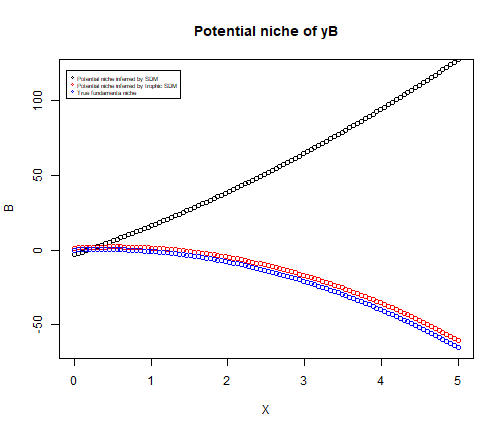 Potential niche of yB
Potential niche inferred by SDM
Potential niche inferred by trophic SDM
True fundamenta niche
100
50
0
-50
B
0
1
2
3
4
5
X